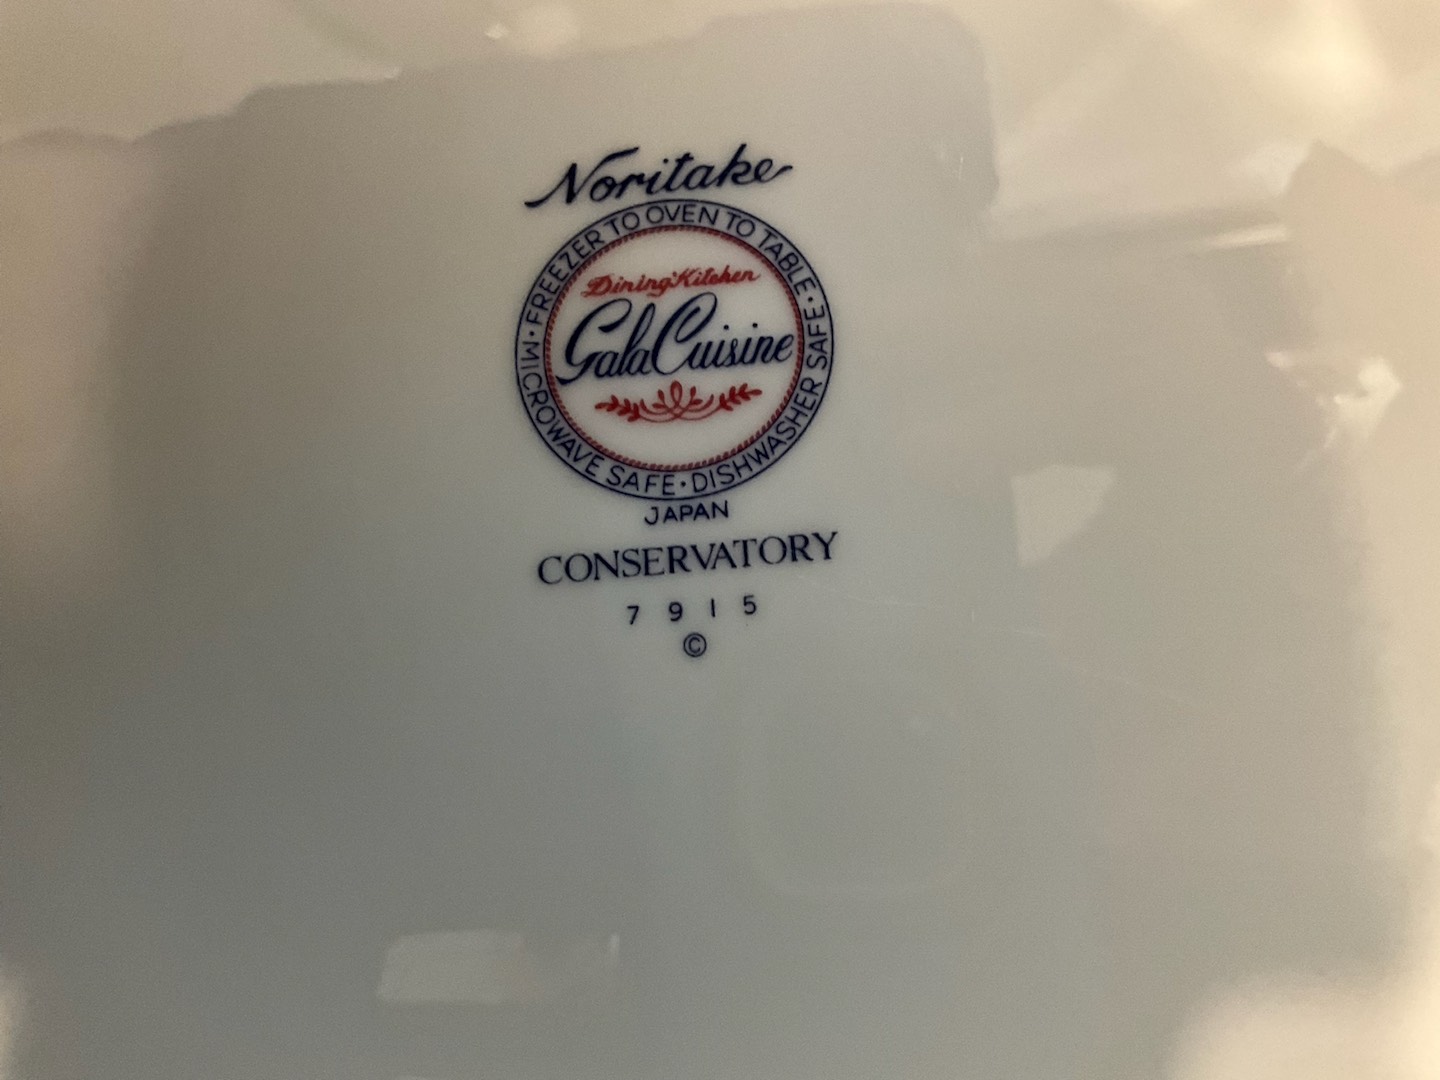 Noritake
FREEZER TO OVEN TO TABLE · DISHWASHER SAFE · MICROWAVE SAFE ·
Dining Kitchen
Gala Cuisine
JAPAN
CONSERVATORY
7915
©